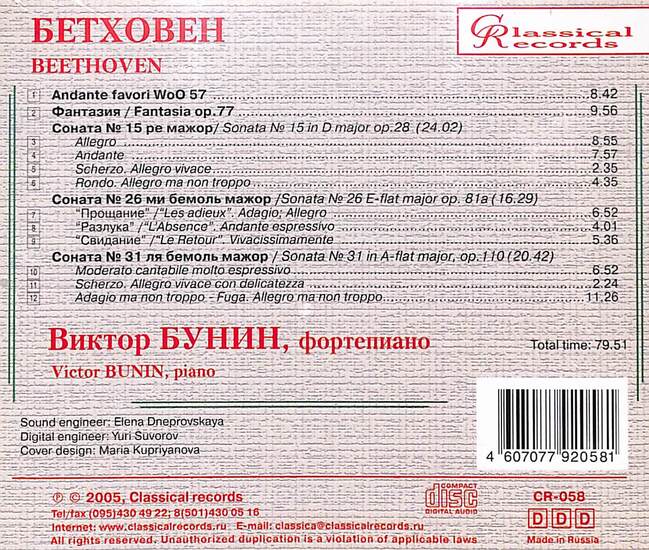 БЕТХОВЕН
BEETHOVEN
Classical
Records
1 Andante favori WoO 57 8.42
2 Фантазия / Fantasia op.77 9.56
Соната № 15 ре мажор/ Sonata № 15 in D major op.28 (24.02)
3 Allegro 8.55
4 Andante 7.57
5 Scherzo. Allegro vivace 2.35
6 Rondo. Allegro ma non troppo 4.35
Соната № 26 ми бемоль мажор /Sonata № 26 E-flat major op. 81a (16.29)
7 "Прощание" /"Les adieux". Adagio; Allegro 6.52
8 "Разлука" /"L'Absence". Andante espressivo 4.01
9 "Свидание" /"Le Retour". Vivacissimamente 5.36
Соната № 31 ля бемоль мажор / Sonata № 31 in A-flat major, op.110 (20.42)
10 Moderato cantabile molto espressivo 6.52
11 Scherzo. Allegro vivace con delicatezza 2.24
12 Adagio ma non troppo - Fuga. Allegro ma non troppo 11.26
Виктор БУНИН, фортепиано
Victor BUNIN, piano
Total time: 79.51
Sound engineer: Elena Dneprovskaya
Digital engineer: Yuri Suvorov
Cover design: Maria Kupriyanova
4 607077 920581
℗ © 2005, Classical records
Tel/fax (095)430 49 22; 8(501)430 05 16
Internet: www.classicalrecords.ru E-mail: classica@classicalrecords.ru
All rights reserved. Unauthorized duplication is a violation of applicable laws
COMPACT
disc
DIGITAL AUDIO
CR-058
DDD
Made in Russia